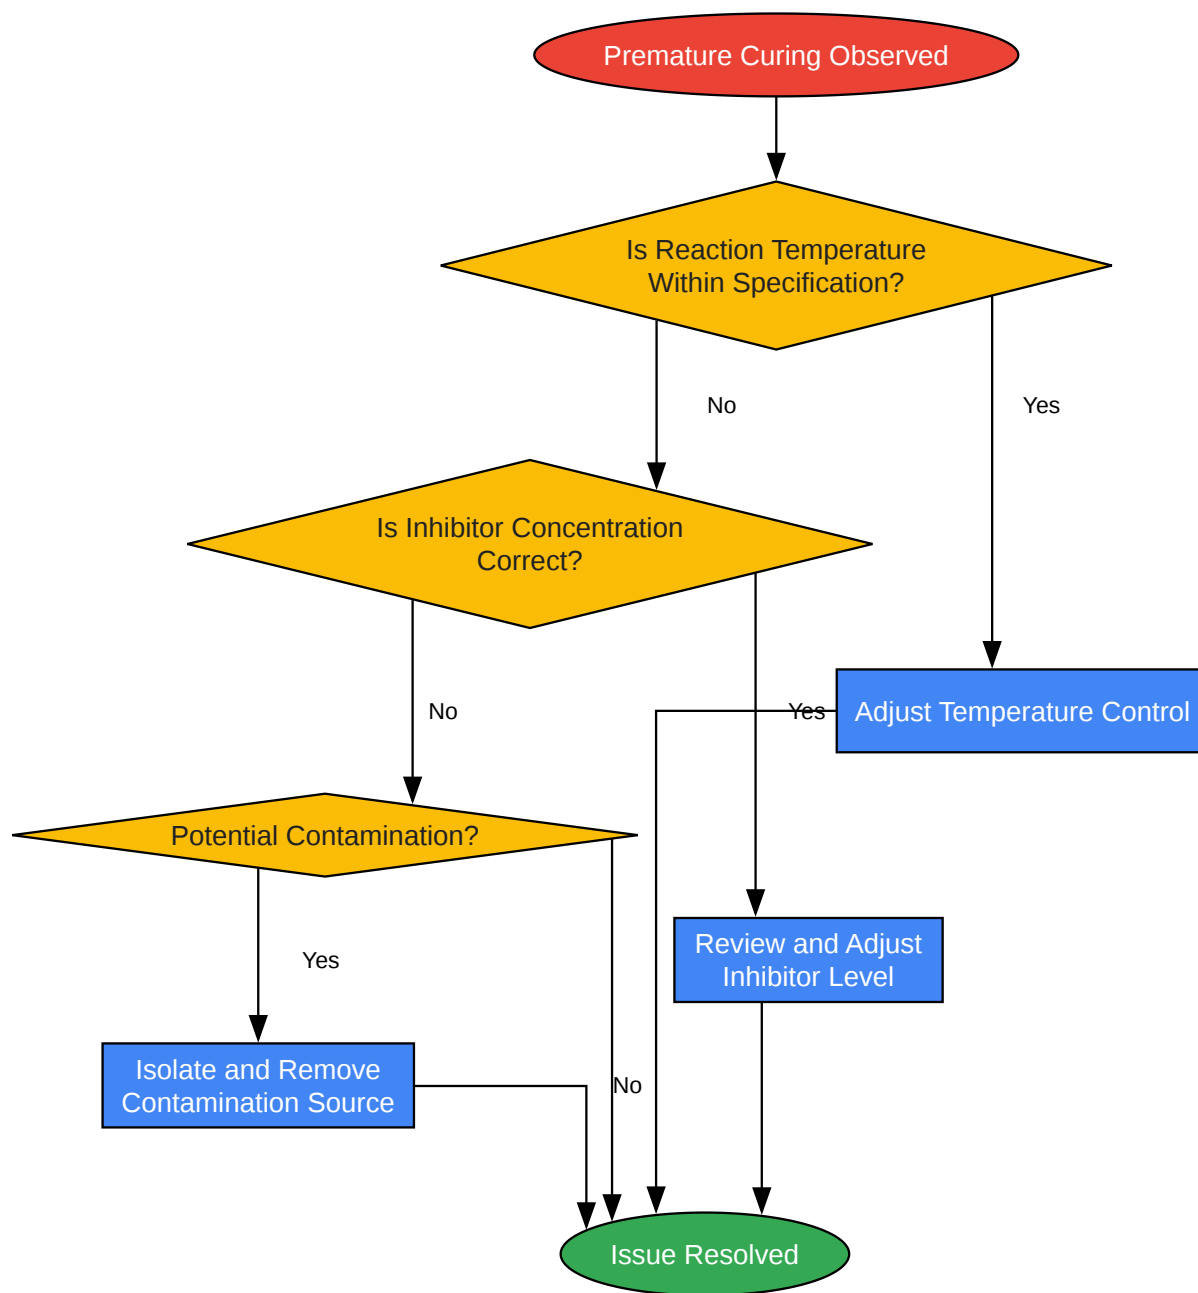 Premature Curing Observed
Is Reaction Temperature
Within Specification?
No
Yes
Is Inhibitor Concentration
Correct?
No
Yes
Adjust Temperature Control
Potential Contamination?
Review and Adjust
Inhibitor Level
Yes
Isolate and Remove
Contamination Source
No
Issue Resolved